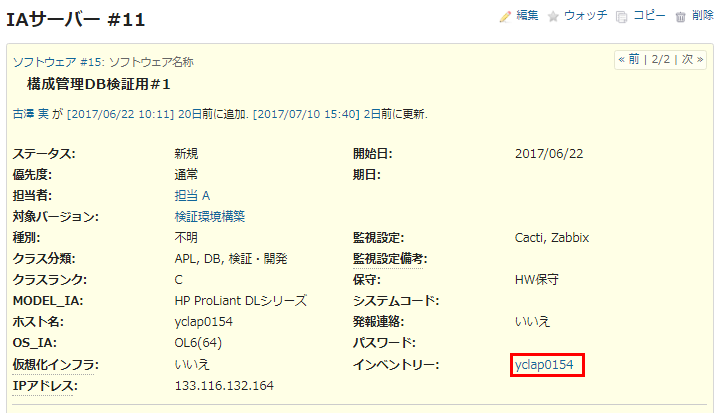 IAサーバー #11 編集 ウォッチ コピー 削除
ソフトウェア #15: ソフトウェア名称 « 前 | 2/2 | 次 »
構成管理DB検証用#1
古澤 実 が [2017/06/22 10:11] 20日前に追加. [2017/07/10 15:40] 2日前に更新.
ステータス: 新規 開始日: 2017/06/22
優先度: 通常 期日:
担当者: 担当 A
対象バージョン: 検証環境構築
種別: 不明 監視設定: Cacti, Zabbix
クラス分類: APL, DB, 検証・開発 監視設定備考:
クラスランク: C 保守: HW保守
MODEL_IA: HP ProLiant DLシリーズ システムコード:
ホスト名: yclap0154 発報連絡: いいえ
OS_IA: OL6(64) パスワード:
仮想化インフラ: いいえ インベントリー: yclap0154
IPアドレス: 133.116.132.164